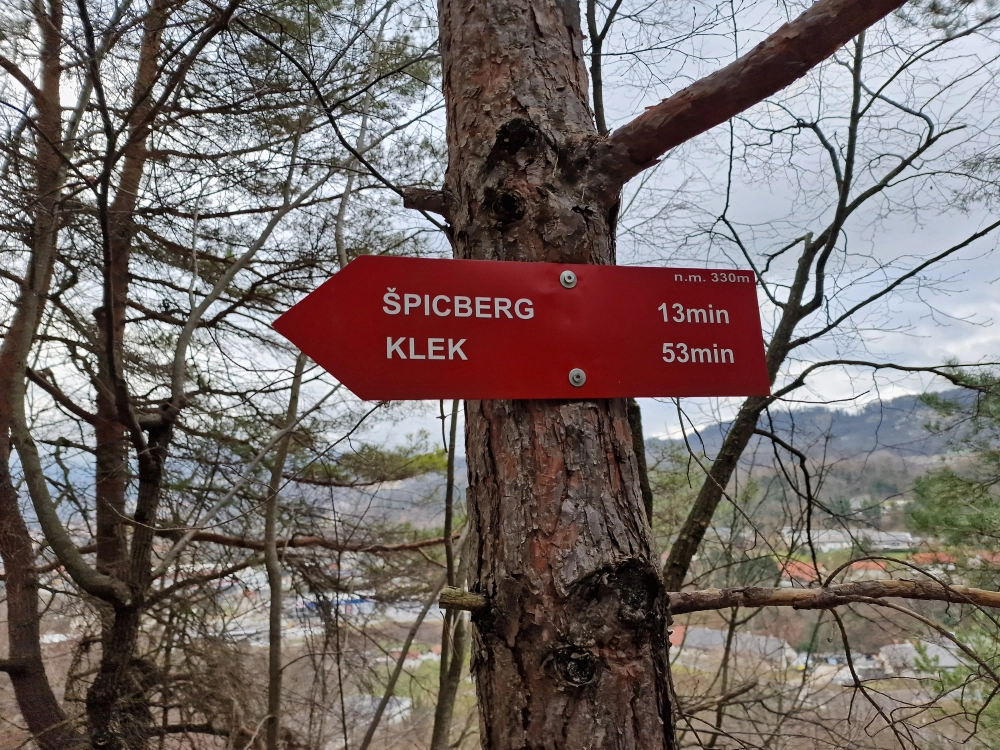 n.m. 330m
ŠPICBERG 13min
KLEK 53min